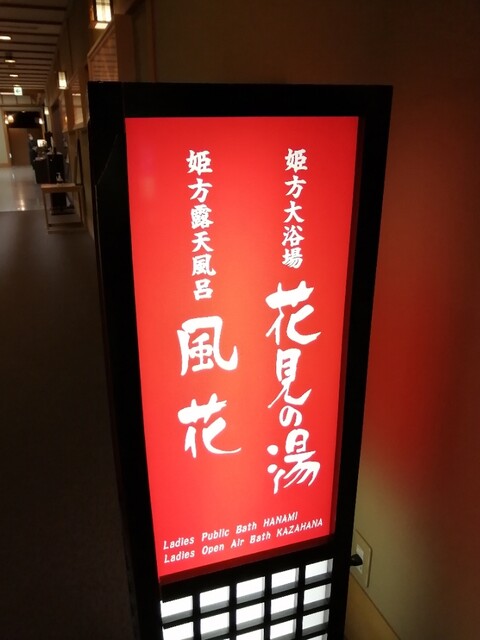 姫方大浴場
花見の湯
姫方露天風呂
風花
Ladies Public Bath HANAMI
Ladies Open Air Bath KAZAHANA